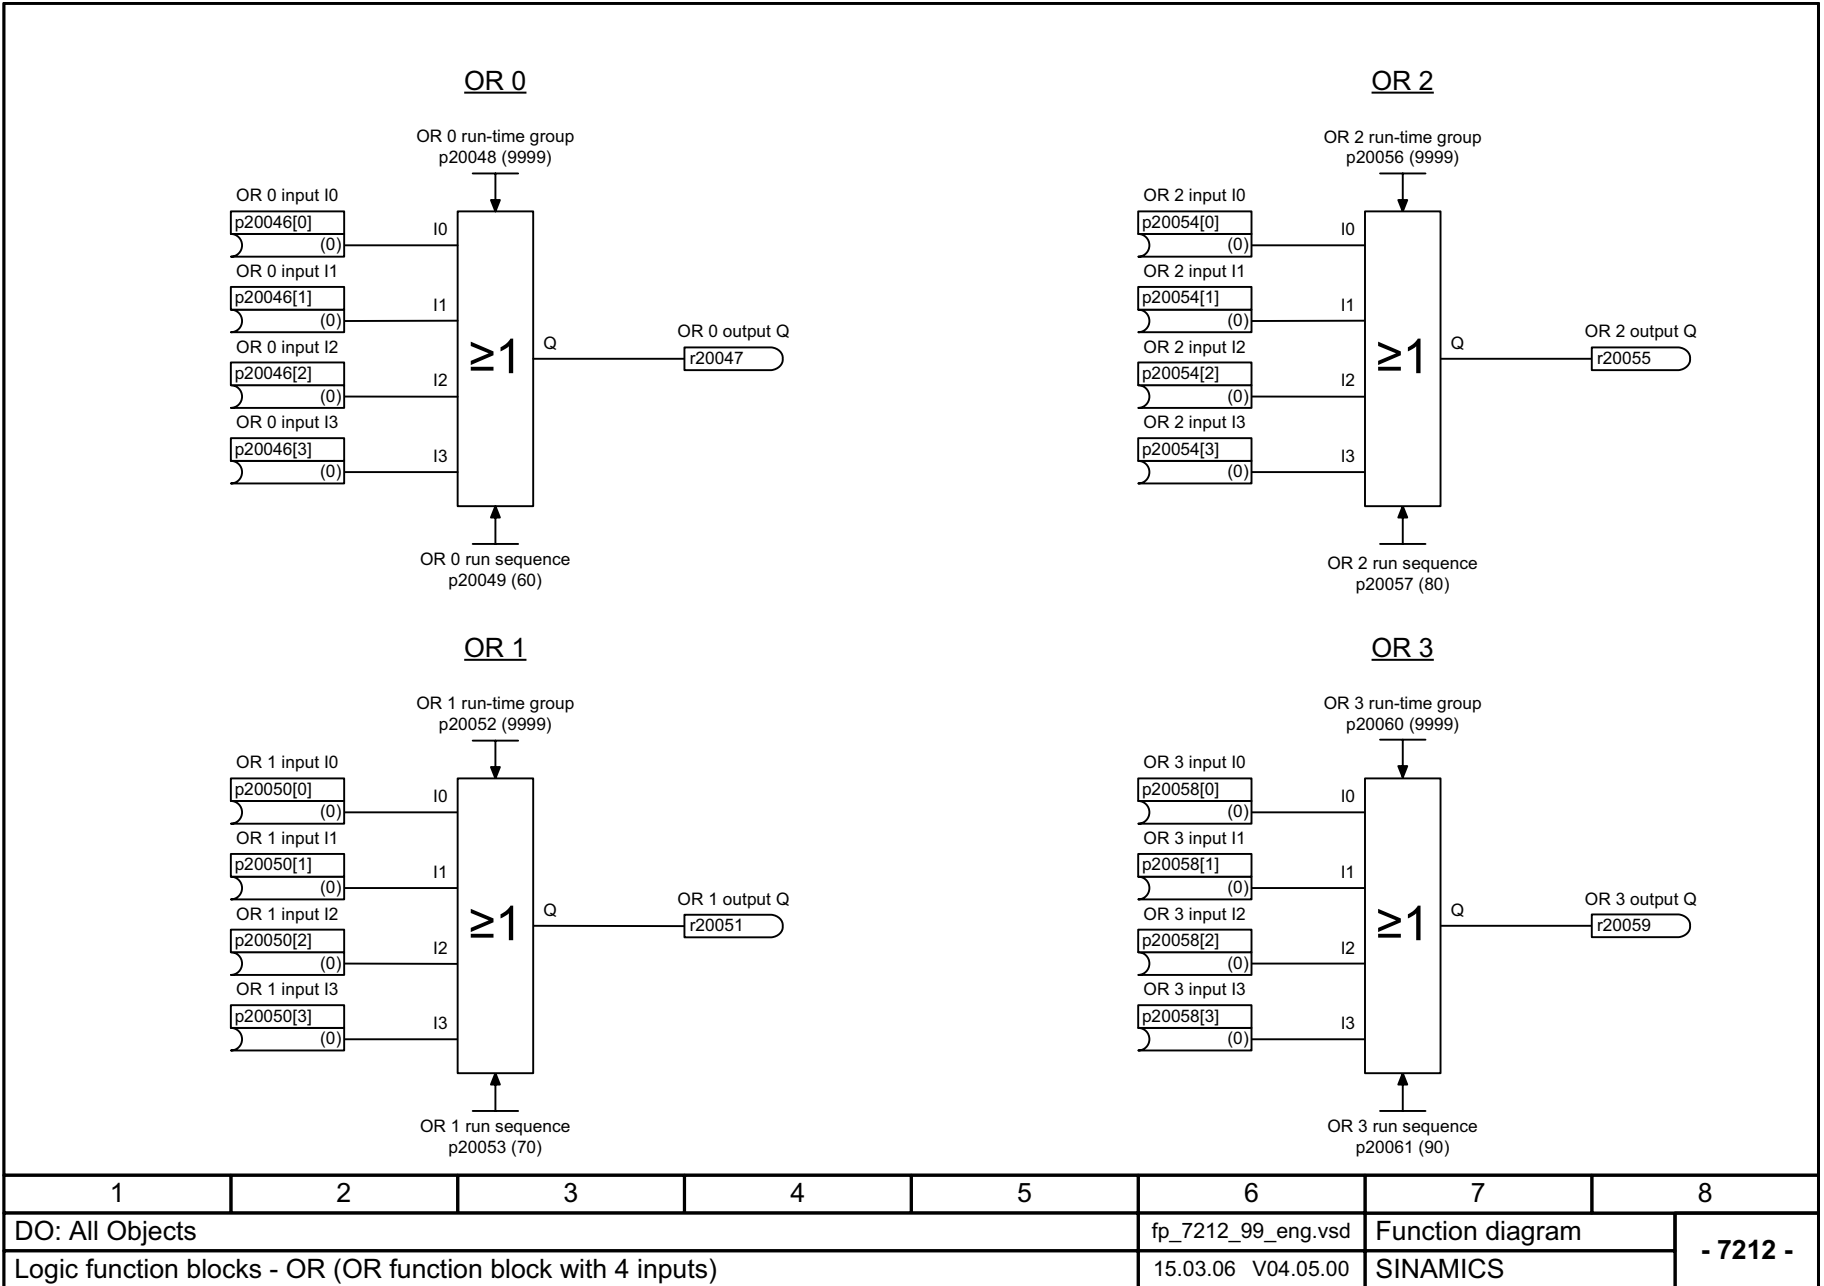 OR 0
OR 0 run-time group
p20048 (9999)
OR 0 input I0
p20046[0]
(0)
I0
OR 0 input I1
p20046[1]
(0)
I1
OR 0 input I2
p20046[2]
(0)
I2
OR 0 input I3
p20046[3]
(0)
I3
≥1
Q
OR 0 output Q
r20047
OR 0 run sequence
p20049 (60)
OR 2
OR 2 run-time group
p20056 (9999)
OR 2 input I0
p20054[0]
(0)
I0
OR 2 input I1
p20054[1]
(0)
I1
OR 2 input I2
p20054[2]
(0)
I2
OR 2 input I3
p20054[3]
(0)
I3
≥1
Q
OR 2 output Q
r20055
OR 2 run sequence
p20057 (80)
OR 1
OR 1 run-time group
p20052 (9999)
OR 1 input I0
p20050[0]
(0)
I0
OR 1 input I1
p20050[1]
(0)
I1
OR 1 input I2
p20050[2]
(0)
I2
OR 1 input I3
p20050[3]
(0)
I3
≥1
Q
OR 1 output Q
r20051
OR 1 run sequence
p20053 (70)
OR 3
OR 3 run-time group
p20060 (9999)
OR 3 input I0
p20058[0]
(0)
I0
OR 3 input I1
p20058[1]
(0)
I1
OR 3 input I2
p20058[2]
(0)
I2
OR 3 input I3
p20058[3]
(0)
I3
≥1
Q
OR 3 output Q
r20059
OR 3 run sequence
p20061 (90)
1 2 3 4 5 6 7 8
DO: All Objects
fp_7212_99_eng.vsd
Function diagram
- 7212 -
Logic function blocks - OR (OR function block with 4 inputs)
15.03.06 V04.05.00
SINAMICS